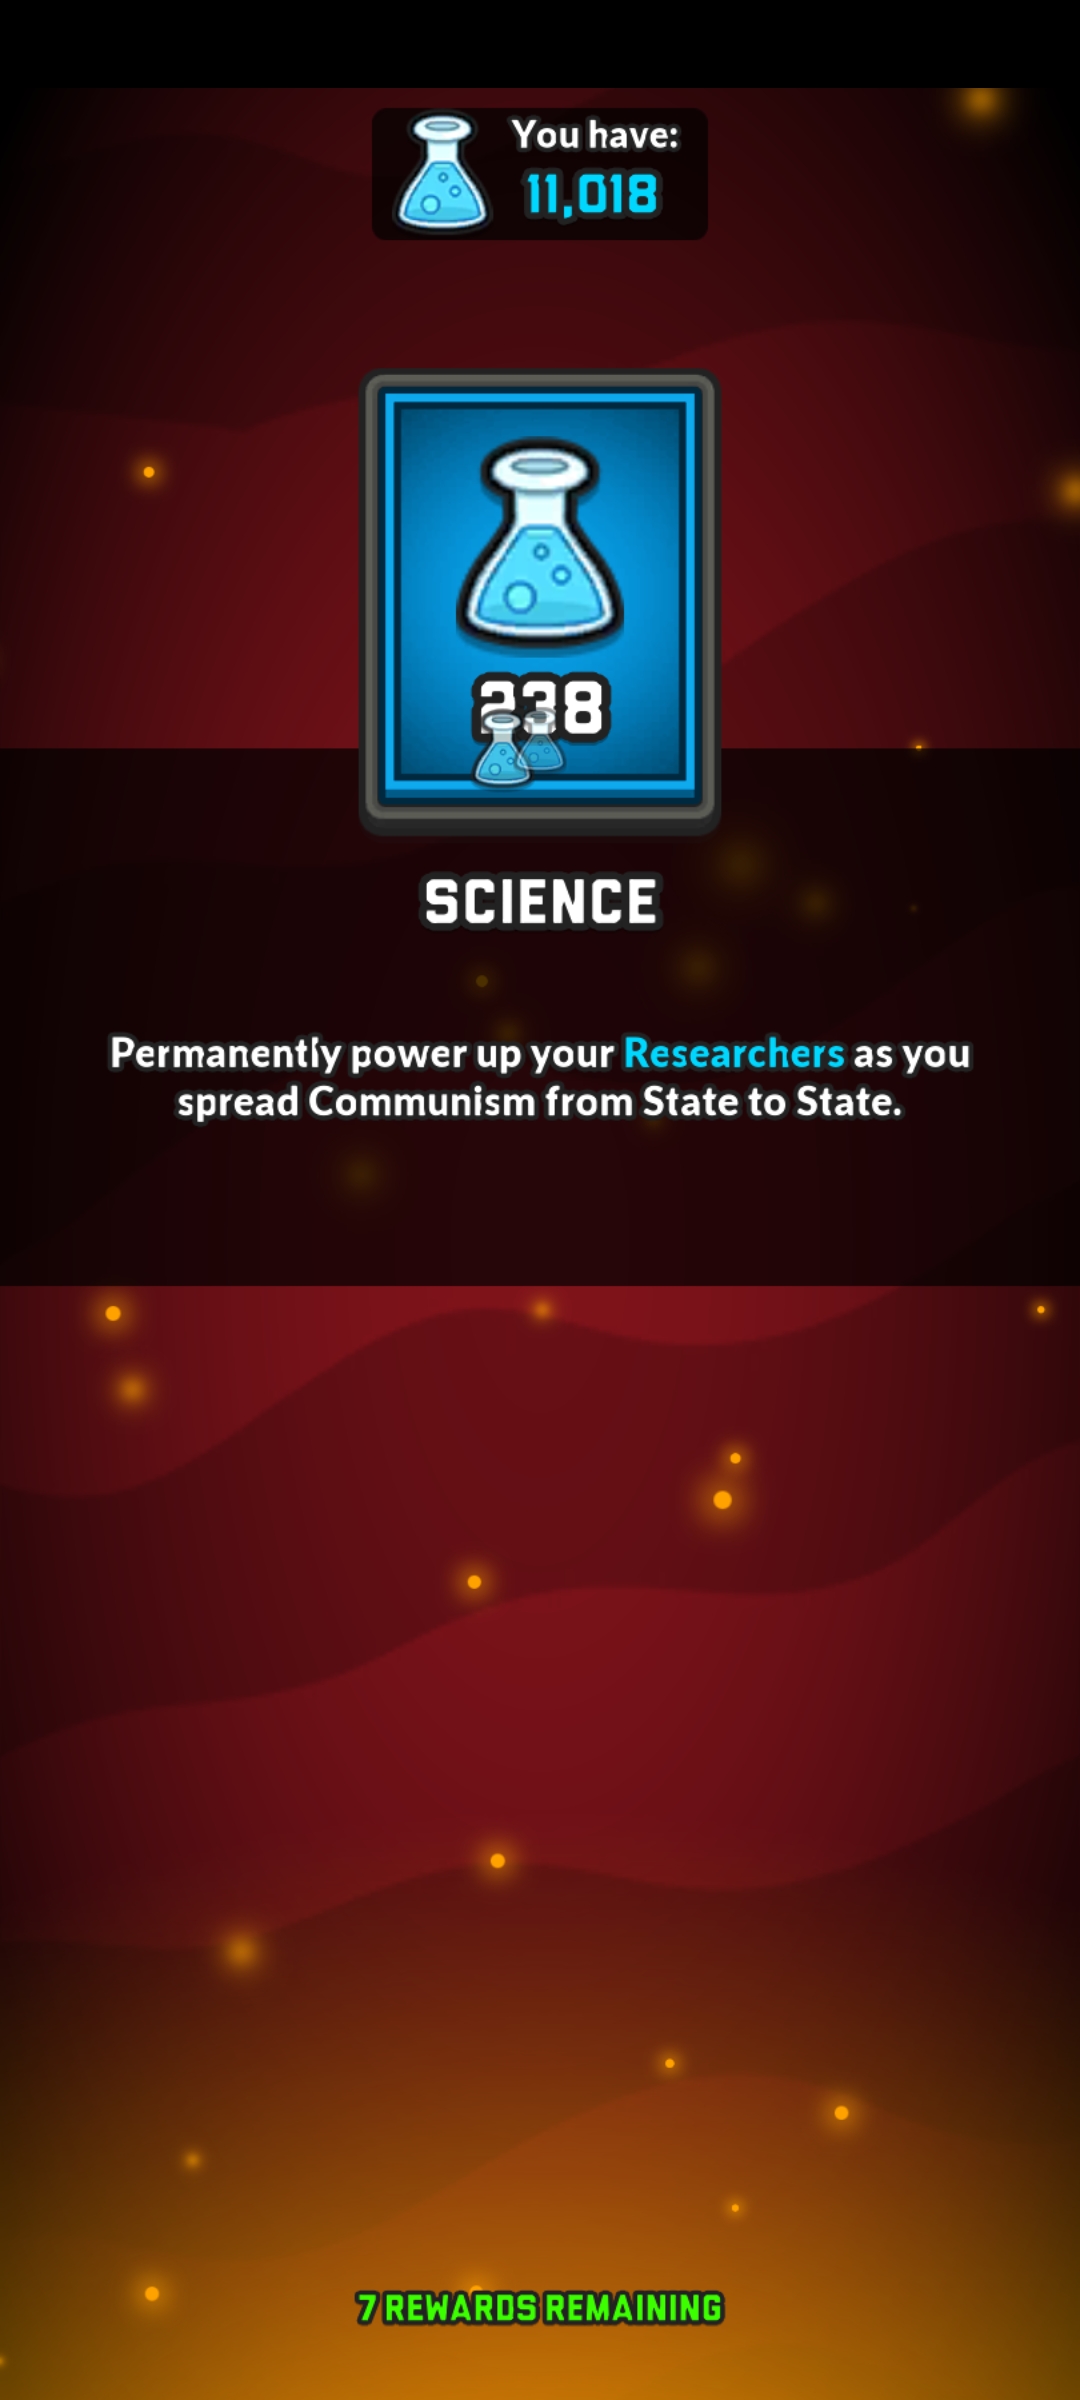 You have:
11,018
238
SCIENCE
Permanently power up your Researchers as you
spread Communism from State to State.
7 REWARDS REMAINING